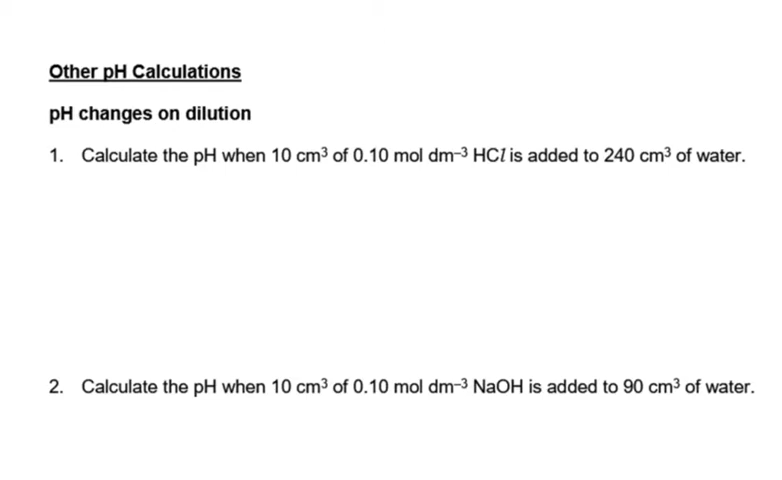 Other pH Calculations
pH changes on dilution
1. Calculate the pH when 10 cm³ of 0.10 mol dm⁻³ HCl is added to 240 cm³ of water.
2. Calculate the pH when 10 cm³ of 0.10 mol dm⁻³ NaOH is added to 90 cm³ of water.